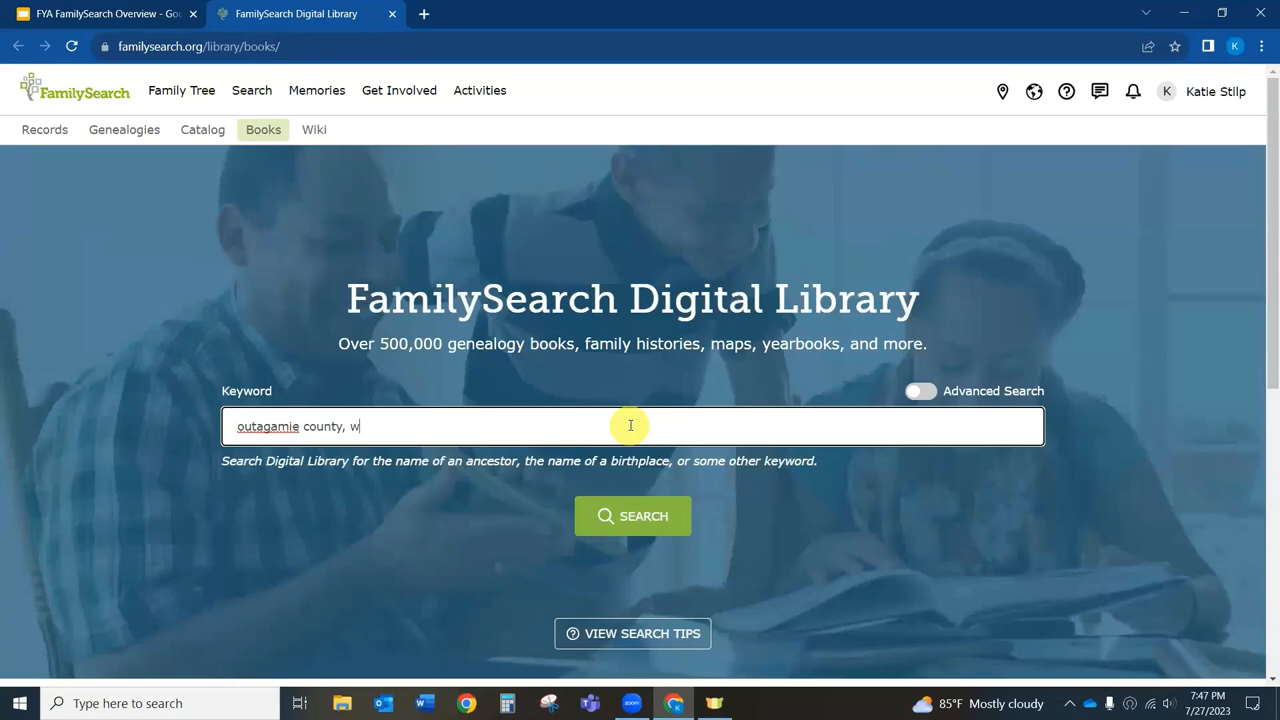 FYA FamilySearch Overview - Goo
FamilySearch Digital Library
familysearch.org/library/books/
K
FamilySearch
Family Tree
Search
Memories
Get Involved
Activities
K
Katie Stilp
Records
Genealogies
Catalog
Books
Wiki
FamilySearch Digital Library
Over 500,000 genealogy books, family histories, maps, yearbooks, and more.
Keyword
Advanced Search
outagamie county, w
Search Digital Library for the name of an ancestor, the name of a birthplace, or some other keyword.
SEARCH
VIEW SEARCH TIPS
Type here to search
85°F Mostly cloudy
7:47 PM
7/27/2023